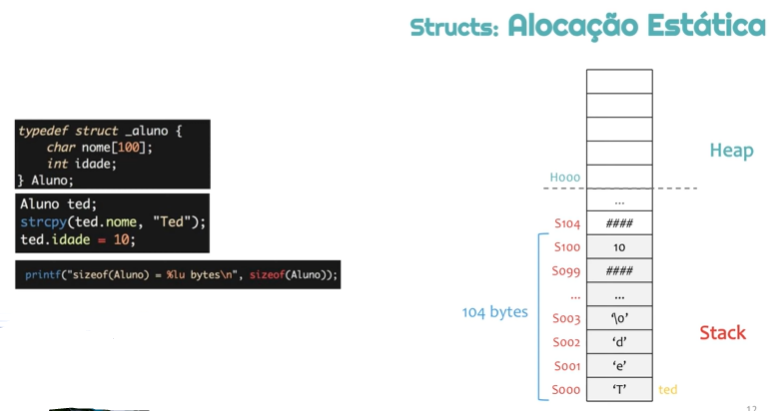 Structs: Alocação Estática
typedef struct _aluno {
char nome[100];
int idade;
} Aluno;
Aluno ted;
strcpy(ted.nome, "Ted");
ted.idade = 10;
printf("sizeof(Aluno) = %lu bytes\n", sizeof(Aluno));
Heap
H000
...
S104 ####
S100 10
S099 ####
... ...
104 bytes
S003 '\0'
Stack
S002 'd'
S001 'e'
S000 'T' ted
12